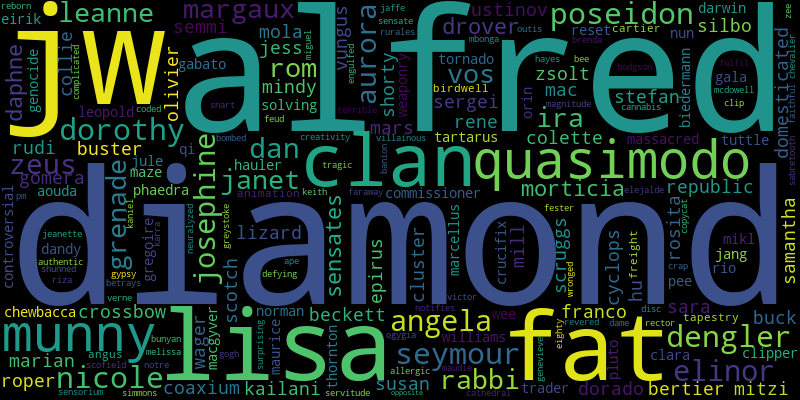 jw
alfred
diamond
lisa
fat
clan
quasimodo
munny
leanne
margaux
ustinov
poseidon
darwin
zee
reborn
eirik
semmi
mola
jess
rom
aurora
vungus
drover
tornado
vos
silbo
cartier
nun
reset
jaffe
sensate
rurales
mbonga
outis
hayes
bee
brenda
hodgson
fulfil
mcdowell
clip
gala
domesticated
faithful
chevalier
sabretooth
daphne
genocide
collie
complicated
olivier
gabato
mindy
solving
miguel
engulfed
shorty
weaponry
birdwell
sergei
orin
zsolt
mac
stefan
biedermann
magnitude
cannabis
leopold
coded
snart
feud
terrible
mars
rene
ira
massacred
tuttle
dorothy
rudi
buster
qi
dan
creativity
villainous
tartarus
colette
zeus
gomera
jule
maze
hauler
bombed
tragic
banion
janet
josephine
aouda
phaedra
animation
keith
faraway
commissioner
morticia
elejalde
republic
samantha
pm
controversial
grenade
kaniel
jeanette
dandy
authentic
shunned
riza
gypsy
betrays
verne
gregoire
karra
neuralyzed
greystoke
lizard
ape
defying
sensates
epirus
cluster
marcellus
crucifix
mill
fester
wronged
scruggs
cyclops
hu
freight
crap
copycat
rosita
pee
mikl
jang
rio
chewbacca
crossbow
scotch
macgyver
wager
norman
surprising
maurice
beckett
notifies
victor
angela
wee
franco
sara
disc
buck
tapestry
rector
marian
angus
bunyan
melissa
scofield
notre
gogh
thornton
ogygia
williams
eighty
revered
dame
dengler
clara
clipper
roper
nicole
sensorium
simmons
coaxium
kailani
servitude
allergic
susan
opposite
seymour
maudie
rabbi
cathedral
genevieve
trader
pluto
dorado
elinor
bertier
mitzi